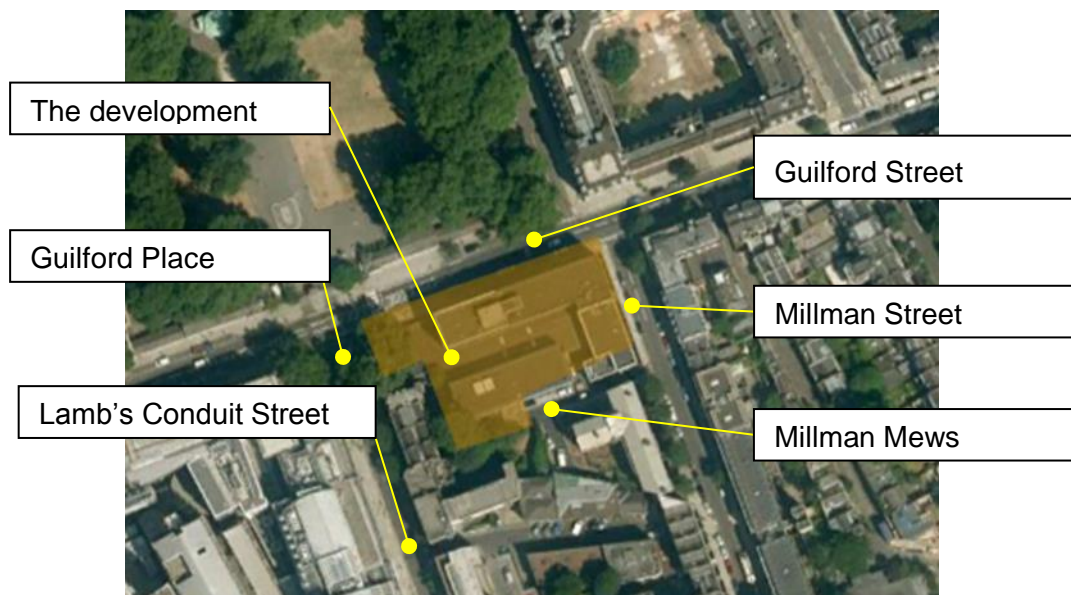 The development
Guilford Street
Guilford Place
Millman Street
Lamb’s Conduit Street
Millman Mews